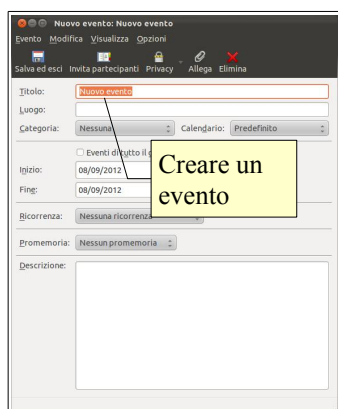 Nuovo evento: Nuovo evento
Evento Modifica Visualizza Opzioni
Salva ed esci Invita partecipanti Privacy Allega Elimina
Titolo: Nuovo evento
Luogo:
Categoria: Nessuna Calendario: Predefinito
Eventi di tutto il g
Inizio: 08/09/2012
Fine: 08/09/2012
Creare un
evento
Ricorrenza: Nessuna ricorrenza
Promemoria: Nessun promemoria
Descrizione: